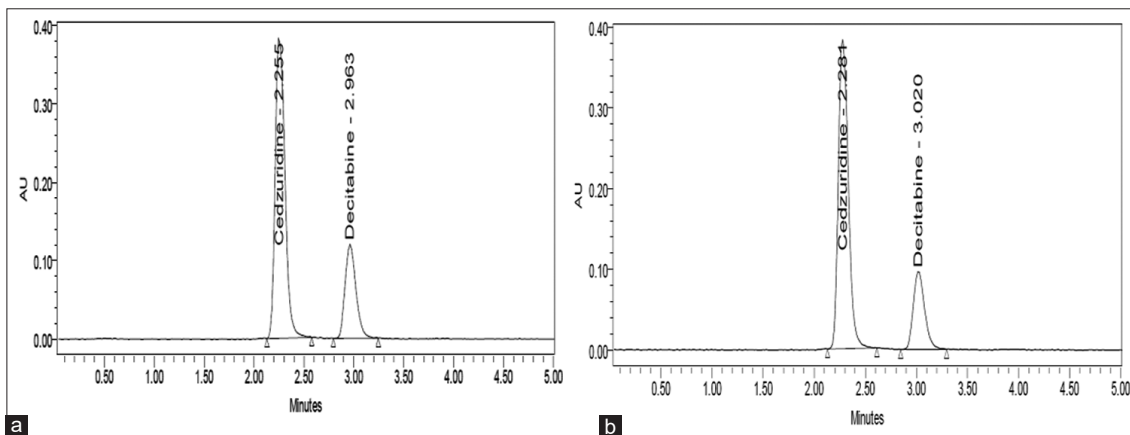 0.40
0.30
0.20
0.10
0.00
AU
Cedzuridine - 2.255
Decitabine - 2.963
0.50 1.00 1.50 2.00 2.50 3.00 3.50 4.00 4.50 5.00
Minutes
a
0.40
0.30
0.20
0.10
0.00
AU
Cedzuridine - 2.281
Decitabine - 3.020
0.50 1.00 1.50 2.00 2.50 3.00 3.50 4.00 4.50 5.00
Minutes
b